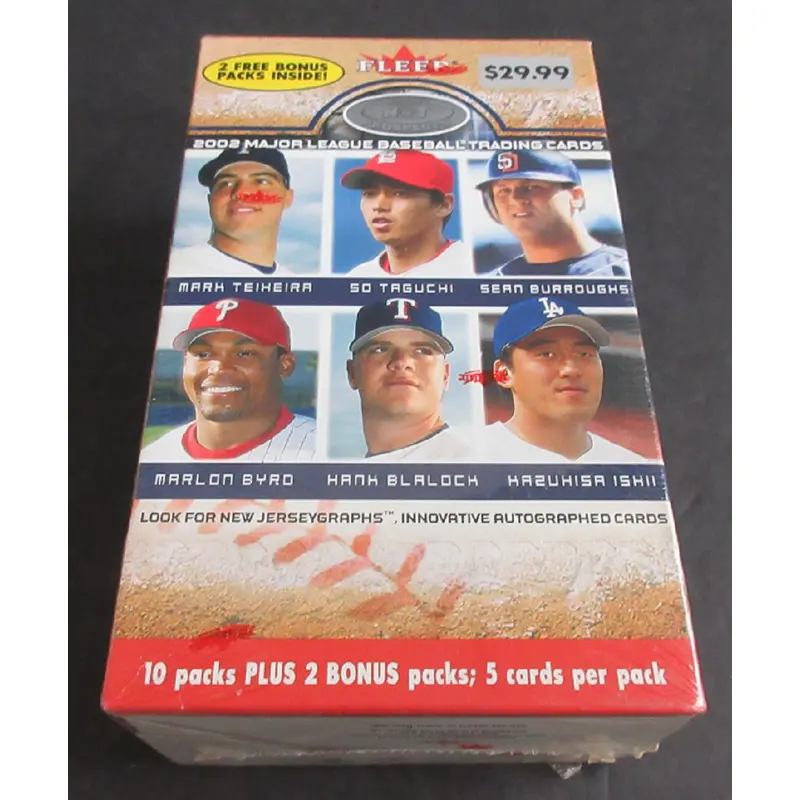 2 FREE BONUS
PACKS INSIDE!
FLEER
$29.99
2002 MAJOR LEAGUE BASEBALL TRADING CARDS
MARK TEIXEIRA SO TAGUCHI SEAN BURROUGHS
P T LA
MARLON BYRD HANK BLALOCK KAZUHISA ISHII
LOOK FOR NEW JERSEYGRAPHS™, INNOVATIVE AUTOGRAPHED CARDS
10 packs PLUS 2 BONUS packs; 5 cards per pack